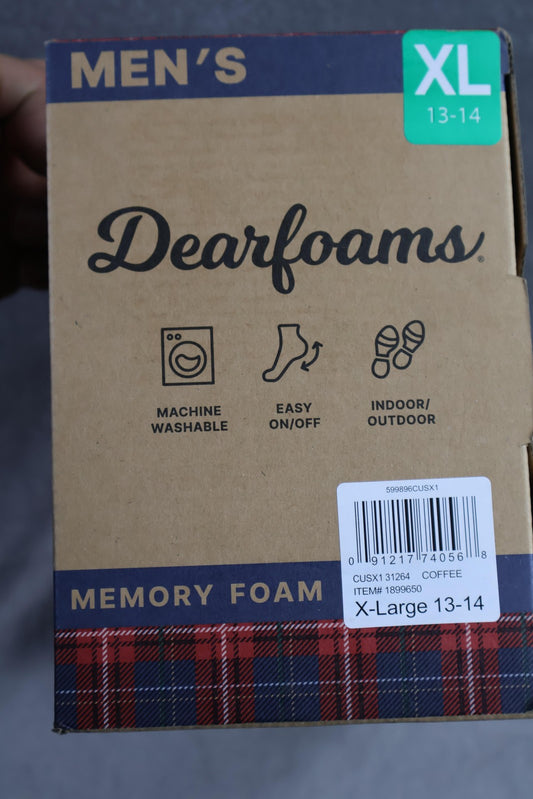 MEN'S
XL
13-14
Dearfoams®
MACHINE
WASHABLE
EASY
ON/OFF
INDOOR/
OUTDOOR
599896CUSX1
0 91217 74056 8
CUSX1 31264 COFFEE
ITEM# 1899650
X-Large 13-14
MEMORY FOAM